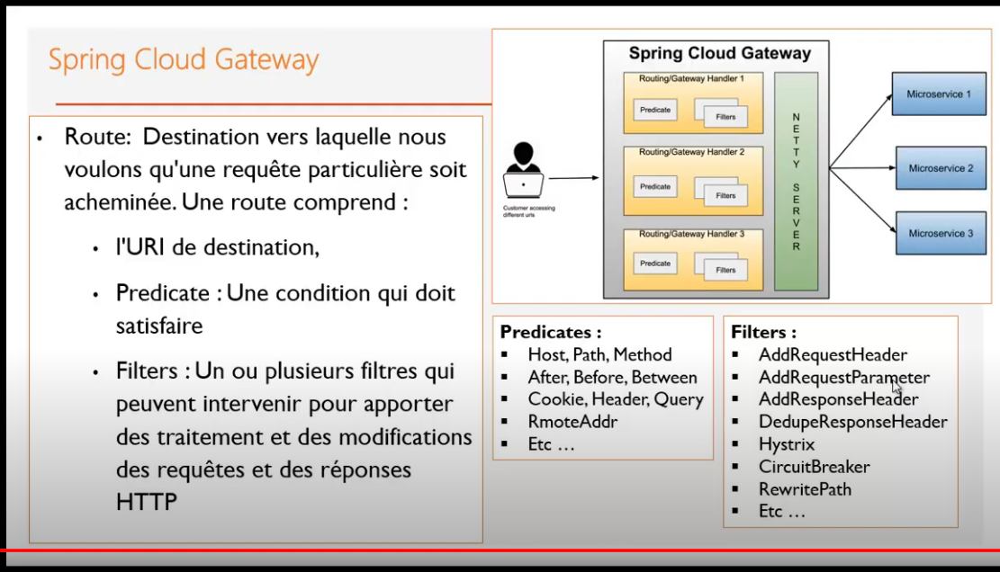 Spring Cloud Gateway
• Route: Destination vers laquelle nous
voulons qu'une requête particulière soit
acheminée. Une route comprend :
• l'URI de destination,
• Predicate : Une condition qui doit
satisfaire
• Filters : Un ou plusieurs filtres qui
peuvent intervenir pour apporter
des traitement et des modifications
des requêtes et des réponses
HTTP
Spring Cloud Gateway
Routing/Gateway Handler 1
Predicate
Filters
Routing/Gateway Handler 2
Predicate
Filters
Routing/Gateway Handler 3
Predicate
Filters
NETTY SERVER
Customer accessing
different urls
Microservice 1
Microservice 2
Microservice 3
Predicates :
▪ Host, Path, Method
▪ After, Before, Between
▪ Cookie, Header, Query
▪ RmoteAddr
▪ Etc …
Filters :
▪ AddRequestHeader
▪ AddRequestParameter
▪ AddResponseHeader
▪ DedupeResponseHeader
▪ Hystrix
▪ CircuitBreaker
▪ RewritePath
▪ Etc …